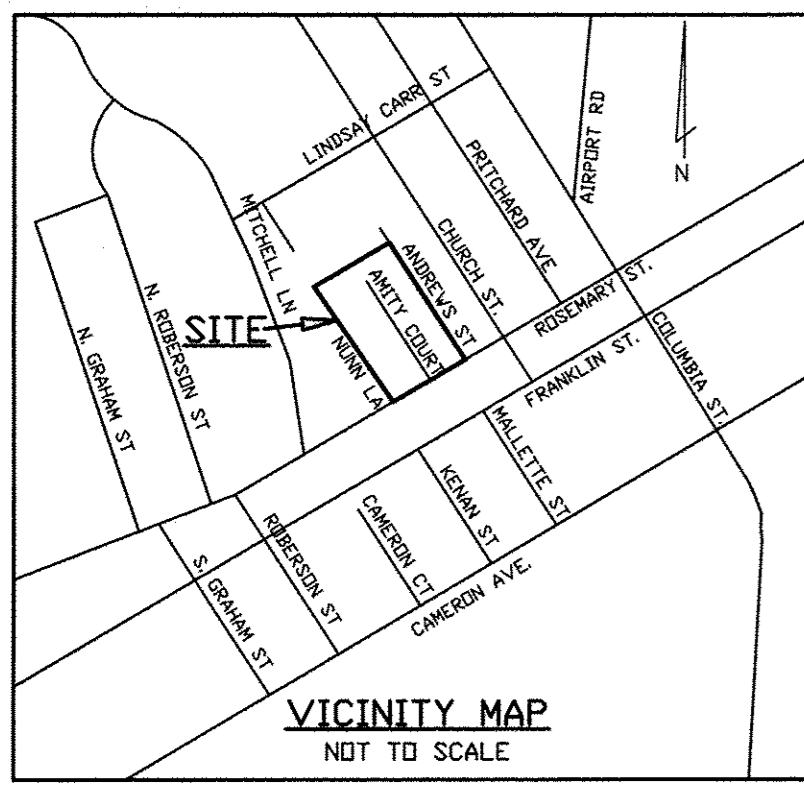 LINDSAY CARR ST
AIRPORT RD
N
PRITCHARD AVE
MITCHELL LN
CHURCH ST.
ANDREWS ST
AMITY COURT
ROSEMARY ST.
SITE
N. ROBERSON ST
N. GRAHAM ST
NUNN LA
FRANKLIN ST.
COLUMBIA ST.
MALLETTE ST
KENAN ST
CAMERON CT
ROBERSON ST
S. GRAHAM ST
CAMERON AVE.
VICINITY MAP
NOT TO SCALE